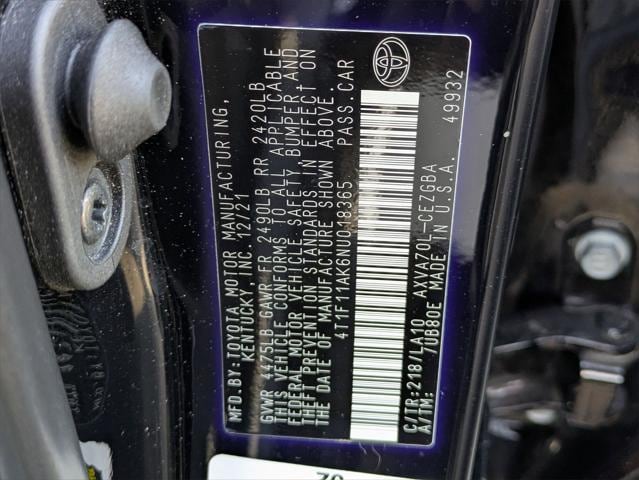 MFD. BY: TOYOTA MOTOR MANUFACTURING,
KENTUCKY, INC. 12/21
GVWR 4475LB GAWR FR 2490LB RR 2420LB
THIS VEHICLE CONFORMS TO ALL APPLICABLE
FEDERAL MOTOR VEHICLE SAFETY, BUMPER AND
THEFT PREVENTION STANDARDS IN EFFECT ON
THE DATE OF MANUFACTURE SHOWN ABOVE.
4T1F11AK6NU618365 PASS. CAR
C/TR:218/LA10 AXVA70L-CEZGBA
A/TM: 7UB80E MADE IN U.S.A. 49932